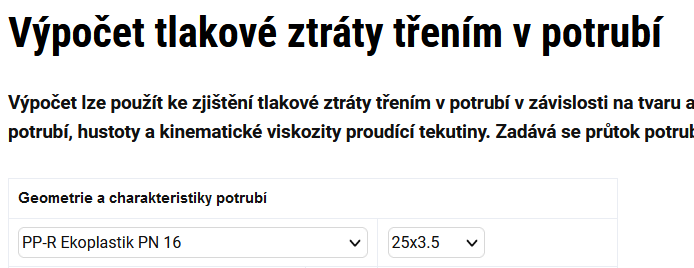 Výpočet tlakové ztráty třením v potrubí
Výpočet lze použít ke zjištění tlakové ztráty třením v potrubí v závislosti na tvaru a
potrubí, hustoty a kinematické viskozity proudící tekutiny. Zadává se průtok potrub
Geometrie a charakteristiky potrubí
PP-R Ekoplastik PN 16 25x3.5